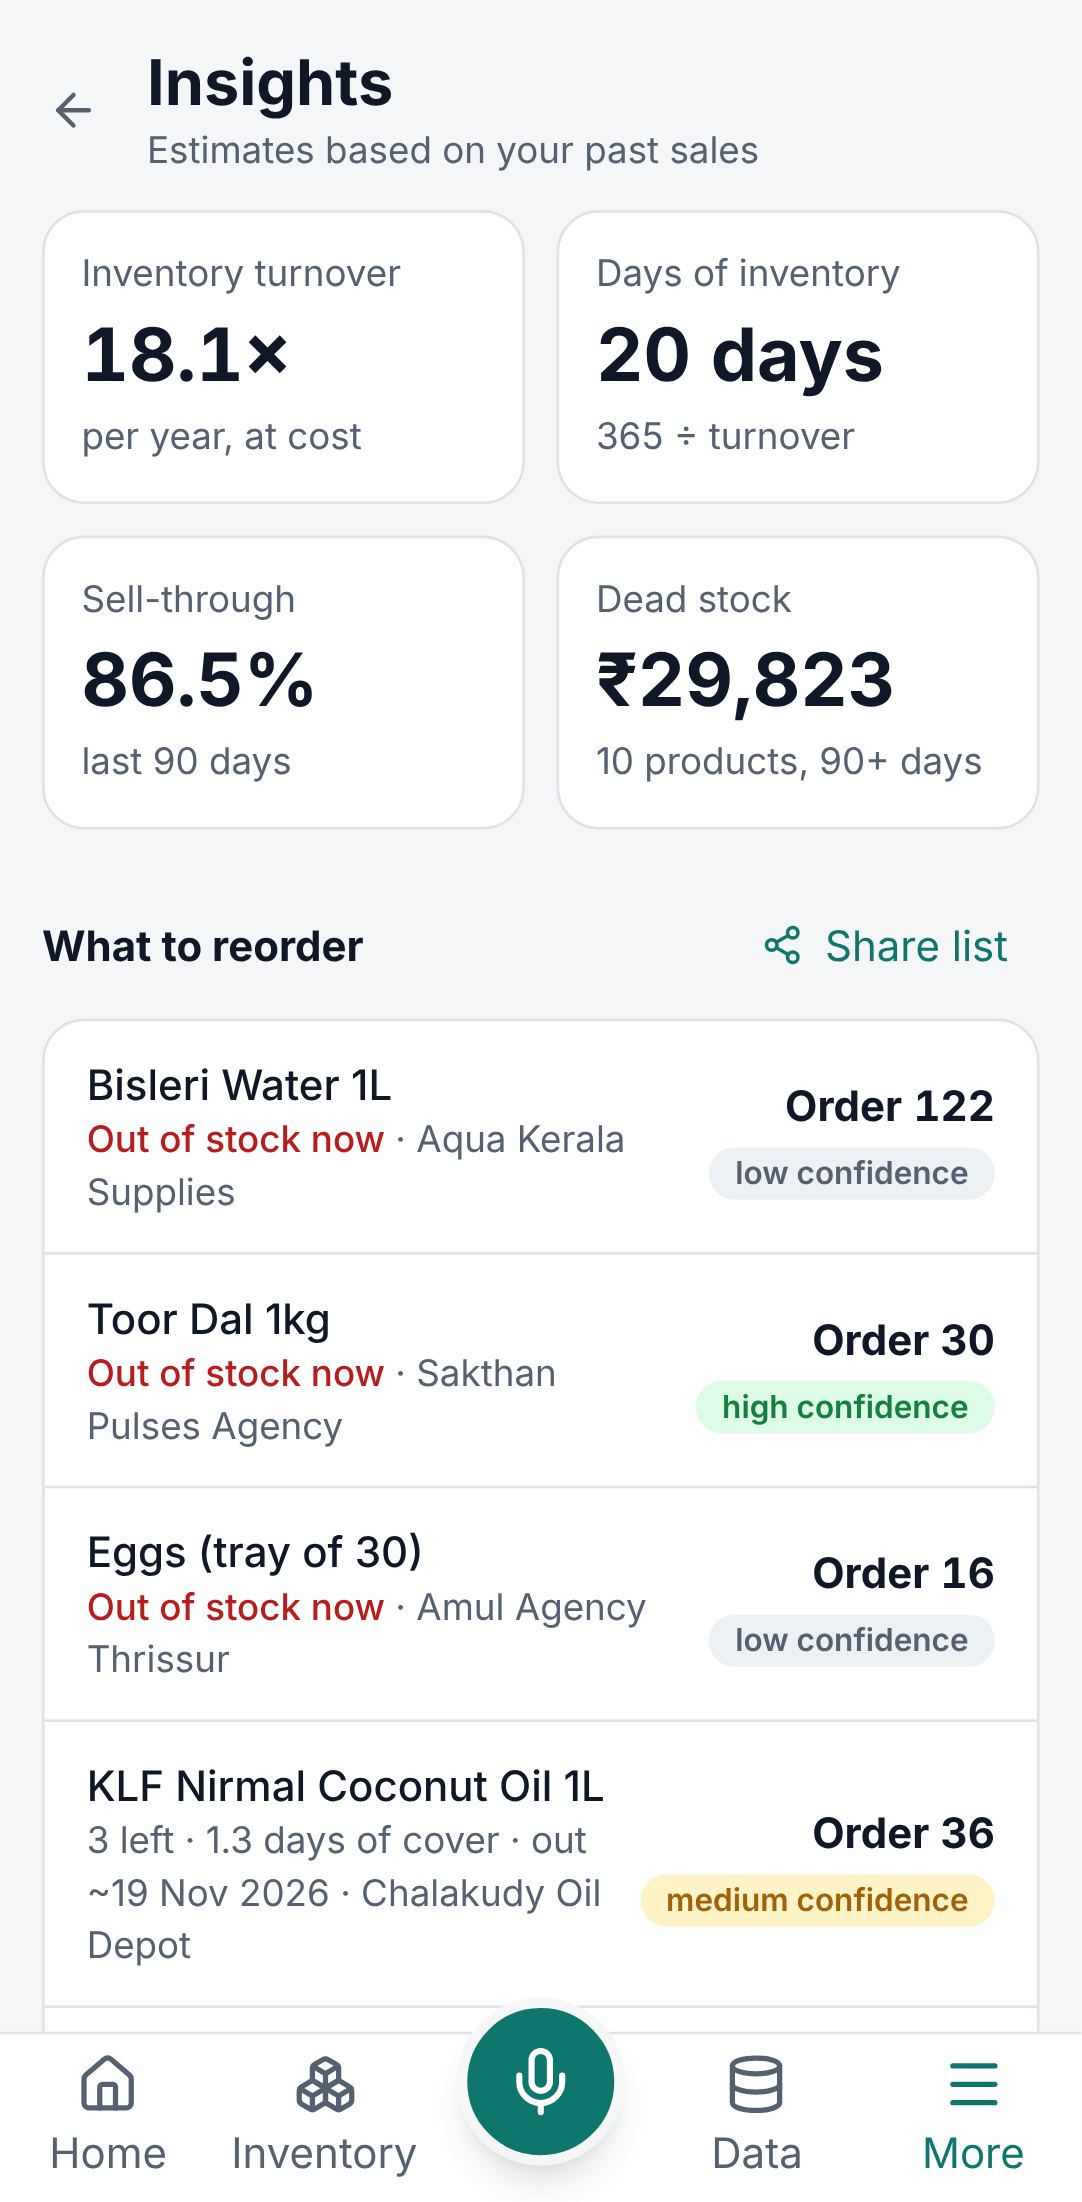 Insights
Estimates based on your past sales
Inventory turnover
18.1×
per year, at cost
Days of inventory
20 days
365 ÷ turnover
Sell-through
86.5%
last 90 days
Dead stock
₹29,823
10 products, 90+ days
What to reorder
Share list
Bisleri Water 1L
Out of stock now · Aqua Kerala
Supplies
Order 122
low confidence
Toor Dal 1kg
Out of stock now · Sakthan
Pulses Agency
Order 30
high confidence
Eggs (tray of 30)
Out of stock now · Amul Agency
Thrissur
Order 16
low confidence
KLF Nirmal Coconut Oil 1L
3 left · 1.3 days of cover · out
~19 Nov 2026 · Chalakudy Oil
Depot
Order 36
medium confidence
Home
Inventory
Data
More